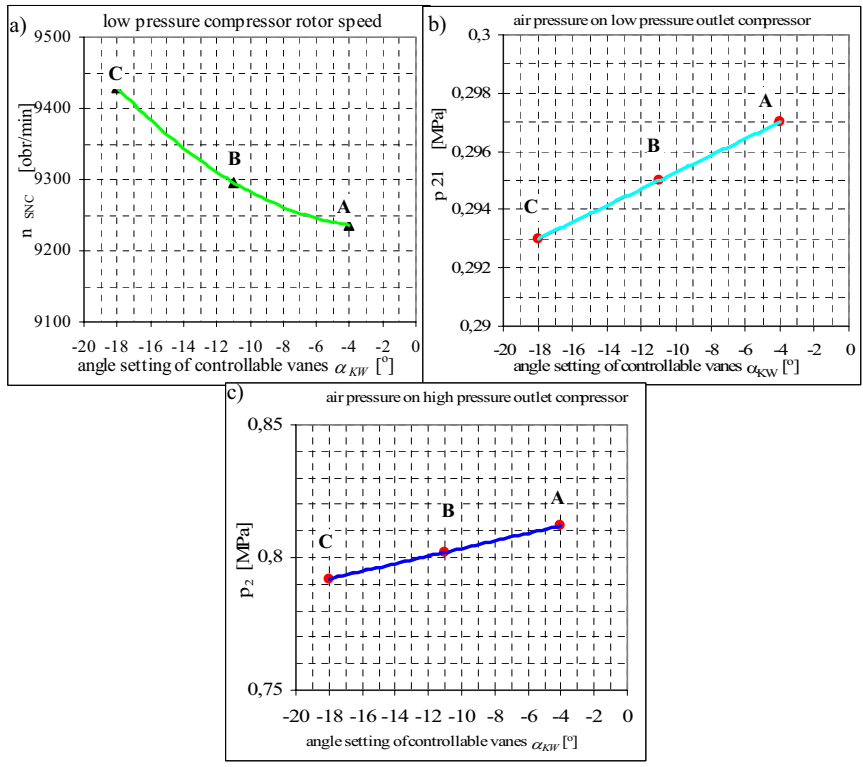 a)
low pressure compressor rotor speed
9500
9400
9300
9200
9100
n SNC [obr/min]
C
B
A
-20 -18 -16 -14 -12 -10 -8 -6 -4 -2 0
angle setting of controllable vanes α KW [º]
b)
air pressure on low pressure outlet compressor
0,3
0,298
0,296
0,294
0,292
0,29
p 21 [MPa]
A
B
C
-20 -18 -16 -14 -12 -10 -8 -6 -4 -2 0
angle setting of controllable vanes αKW [º]
c)
air pressure on high pressure outlet compressor
0,85
0,8
0,75
p2 [MPa]
A
B
C
-20 -18 -16 -14 -12 -10 -8 -6 -4 -2 0
angle setting of controllable vanes αKW [º]